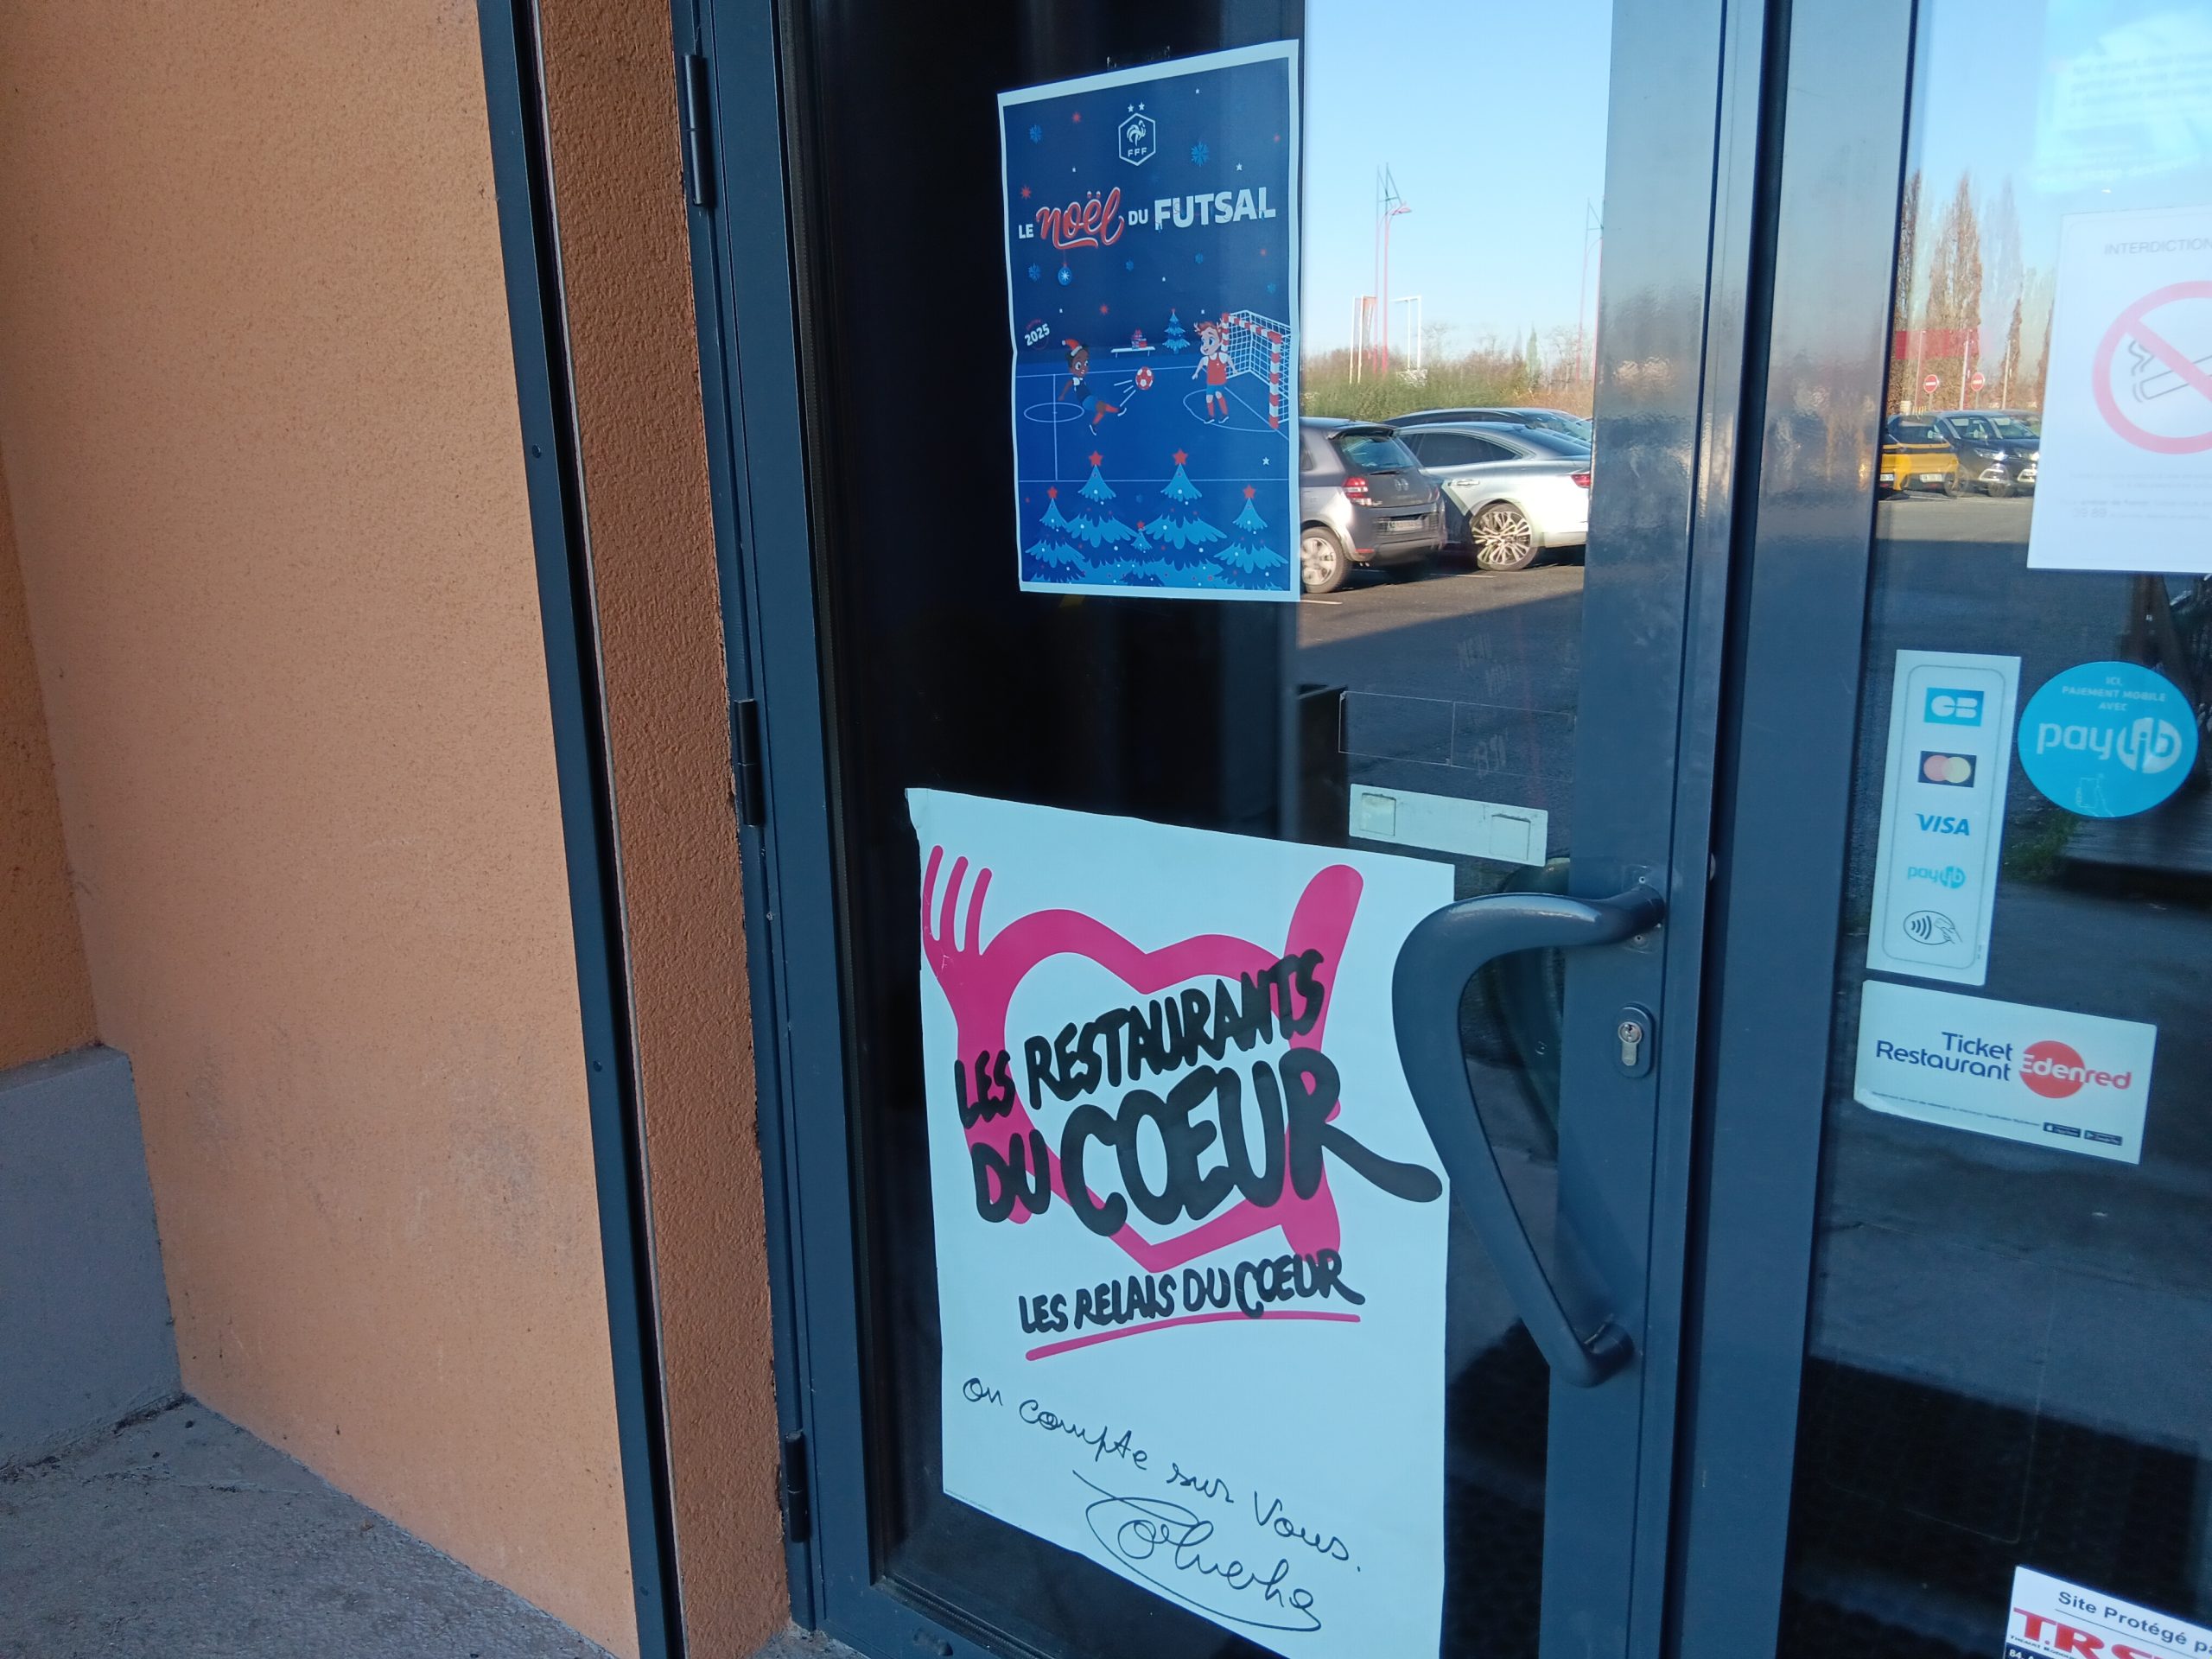 FFF
LE noël DU FUTSAL
2025
LES RESTAURANTS
DU COEUR
LES RELAIS DU COEUR
on compte sur vous.
Coluche
INTERDICTION
CB
VISA
paylib
ICI,
PAIEMENT MOBILE
AVEC
paylib
Ticket
Restaurant
Edenred
Site Protégé pa
T.R.S